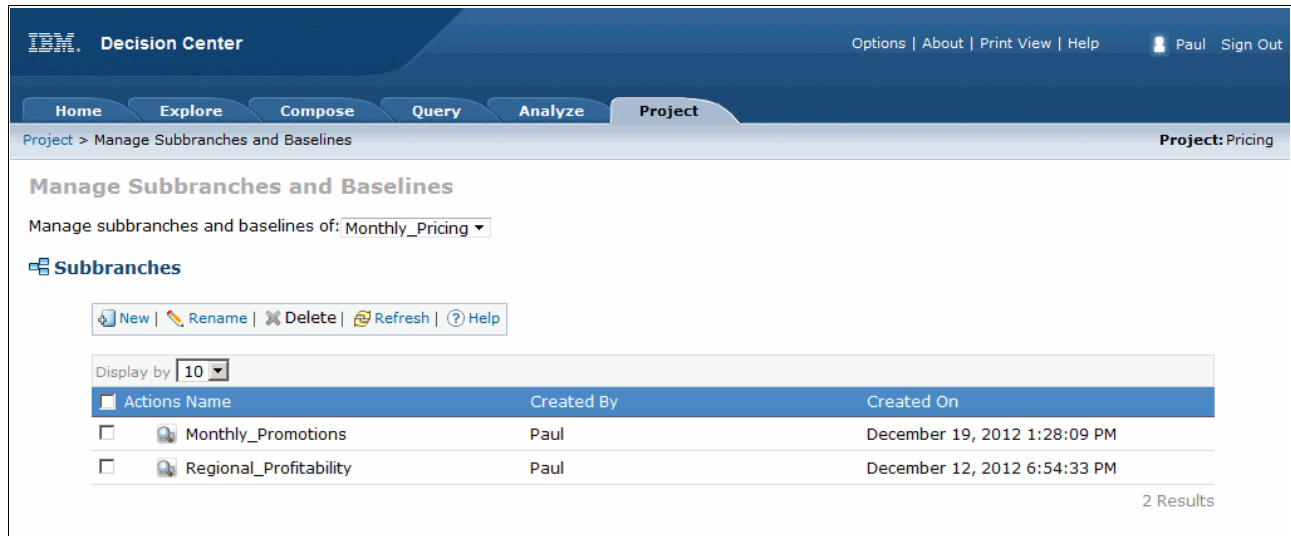 IBM. Decision Center
Options | About | Print View | Help Paul Sign Out
Home Explore Compose Query Analyze Project
Project > Manage Subbranches and Baselines Project: Pricing
Manage Subbranches and Baselines
Manage subbranches and baselines of: Monthly_Pricing
Subbranches
New | Rename | Delete | Refresh | Help
Display by 10
Actions Name Created By Created On
Monthly_Promotions Paul December 19, 2012 1:28:09 PM
Regional_Profitability Paul December 12, 2012 6:54:33 PM
2 Results